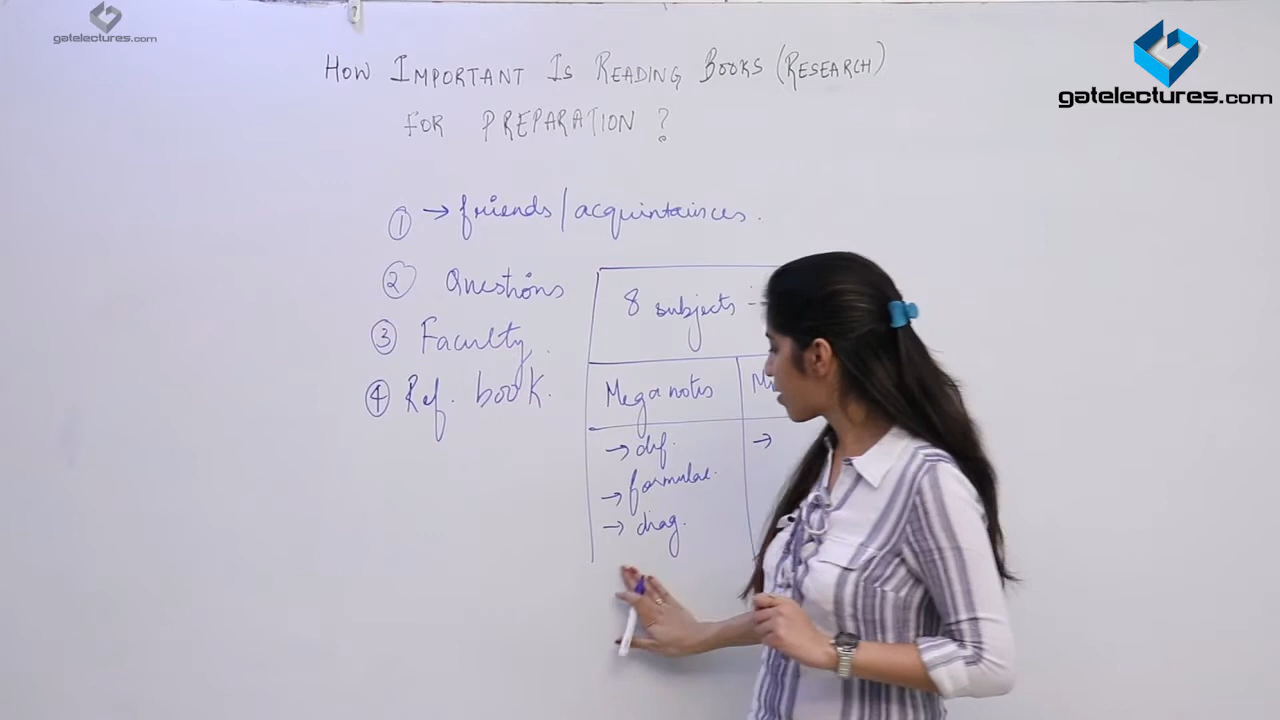 gatelectures.com
gatelectures.com
HOW IMPORTANT IS READING BOOKS (RESEARCH)
FOR PREPARATION ?
① → friends / acquintainces.
② Questions
③ Faculty.
④ Ref. book.
8 subjects
Mega notes
→ def.
→ formulae.
→ diag.
→